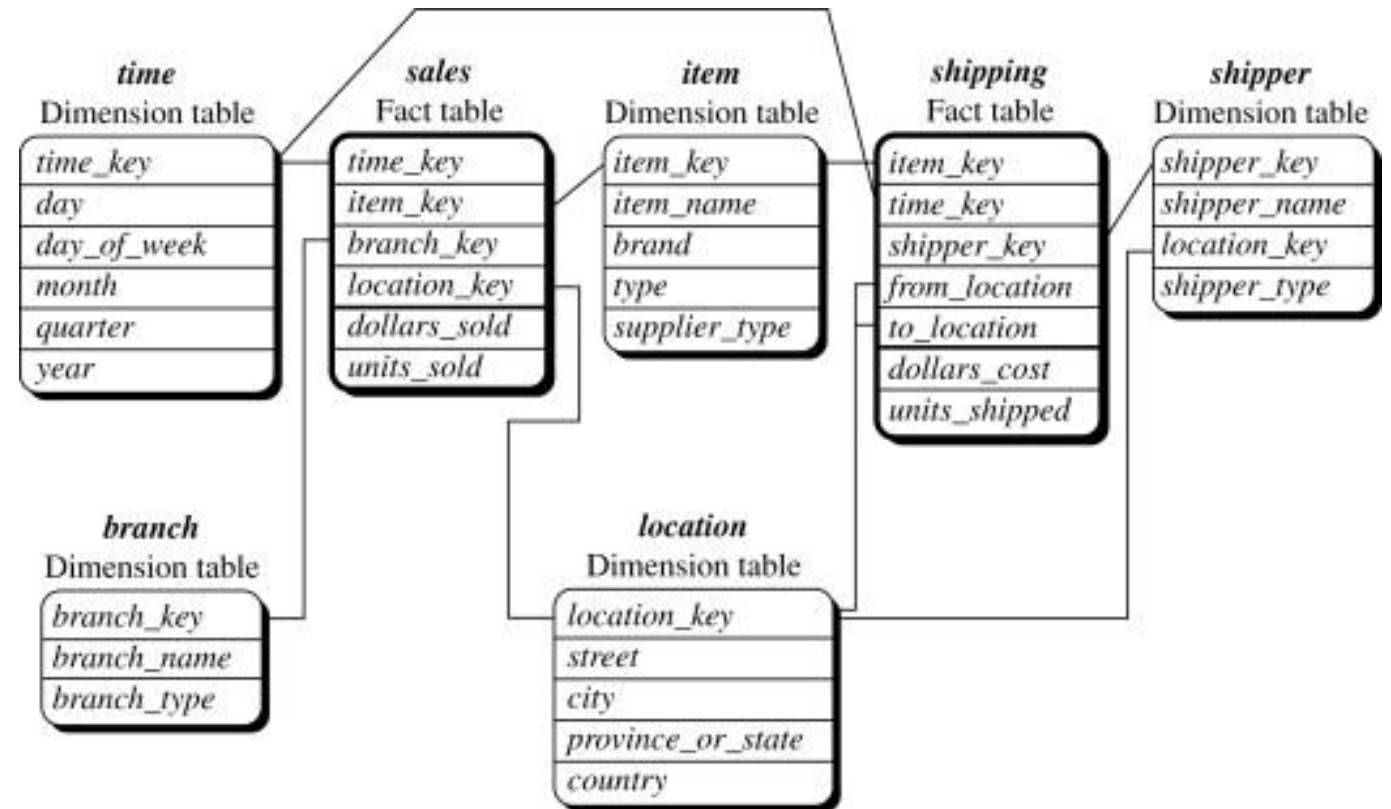 time
Dimension table
time_key
day
day_of_week
month
quarter
year
sales
Fact table
time_key
item_key
branch_key
location_key
dollars_sold
units_sold
item
Dimension table
item_key
item_name
brand
type
supplier_type
shipping
Fact table
item_key
time_key
shipper_key
from_location
to_location
dollars_cost
units_shipped
shipper
Dimension table
shipper_key
shipper_name
location_key
shipper_type
branch
Dimension table
branch_key
branch_name
branch_type
location
Dimension table
location_key
street
city
province_or_state
country